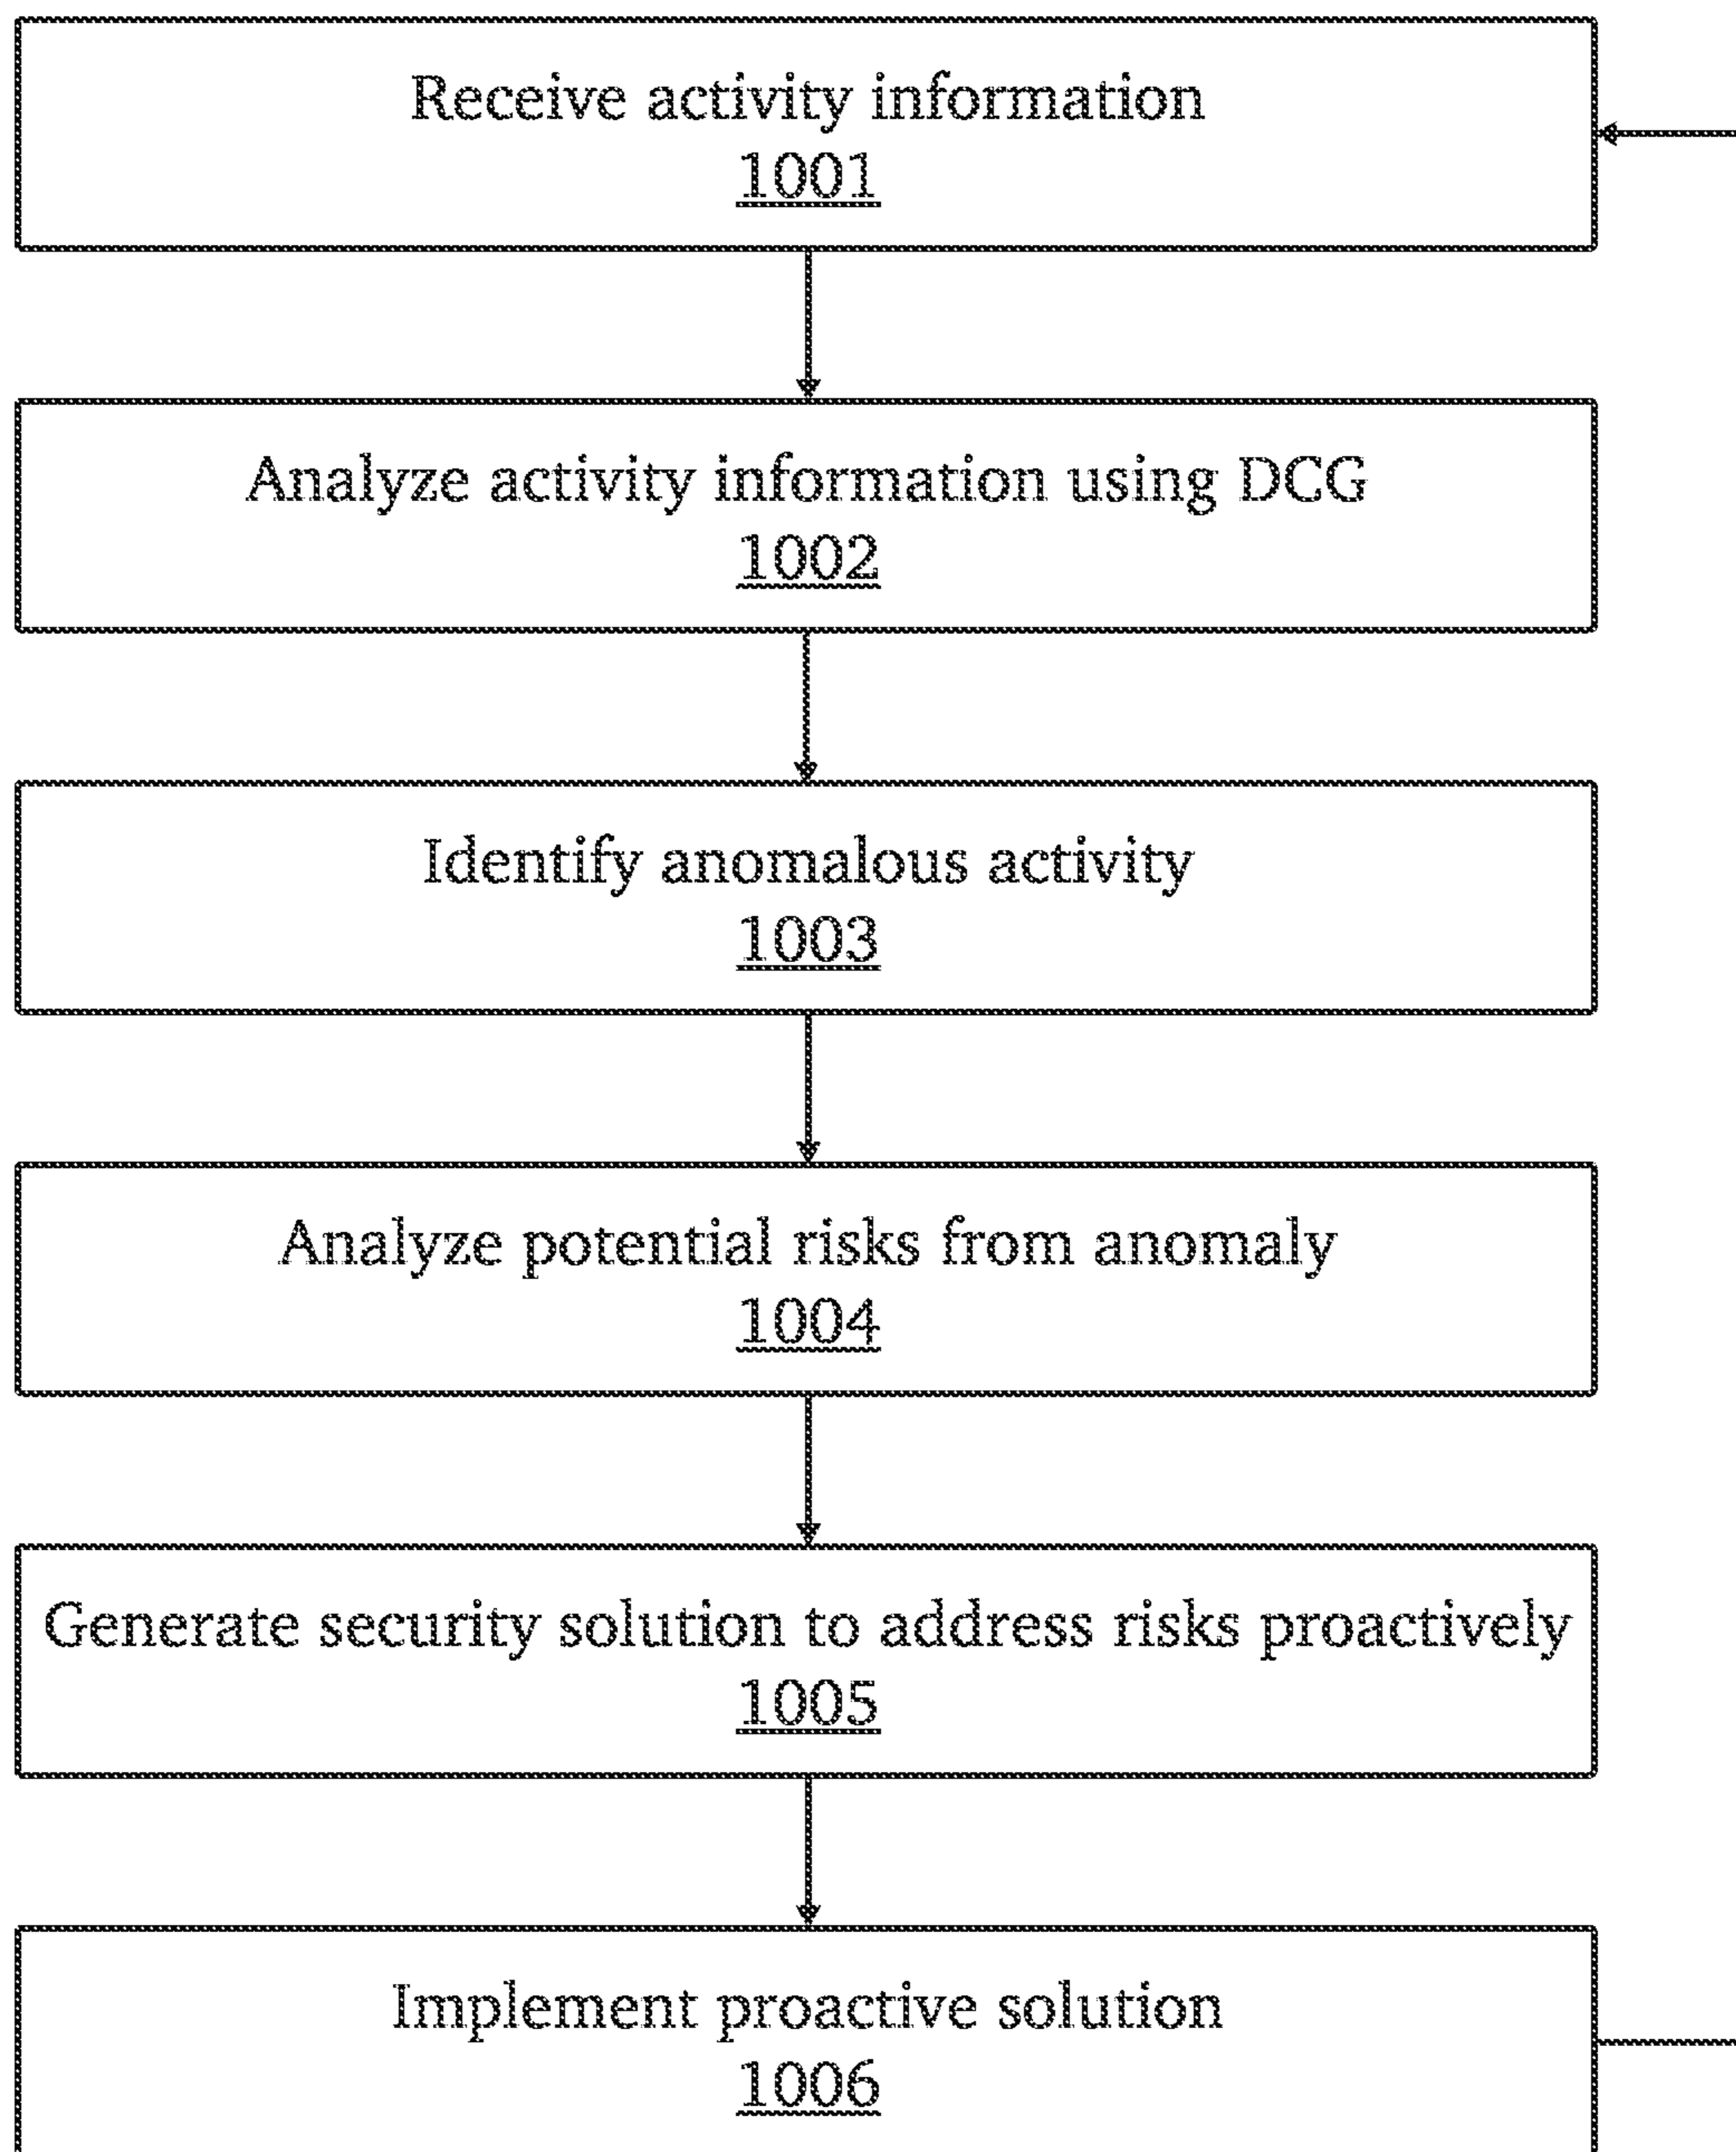 Receive activity information
1001
Analyze activity information using DCG
1002
Identify anomalous activity
1003
Analyze potential risks from anomaly
1004
Generate security solution to address risks proactively
1005
Implement proactive solution
1006